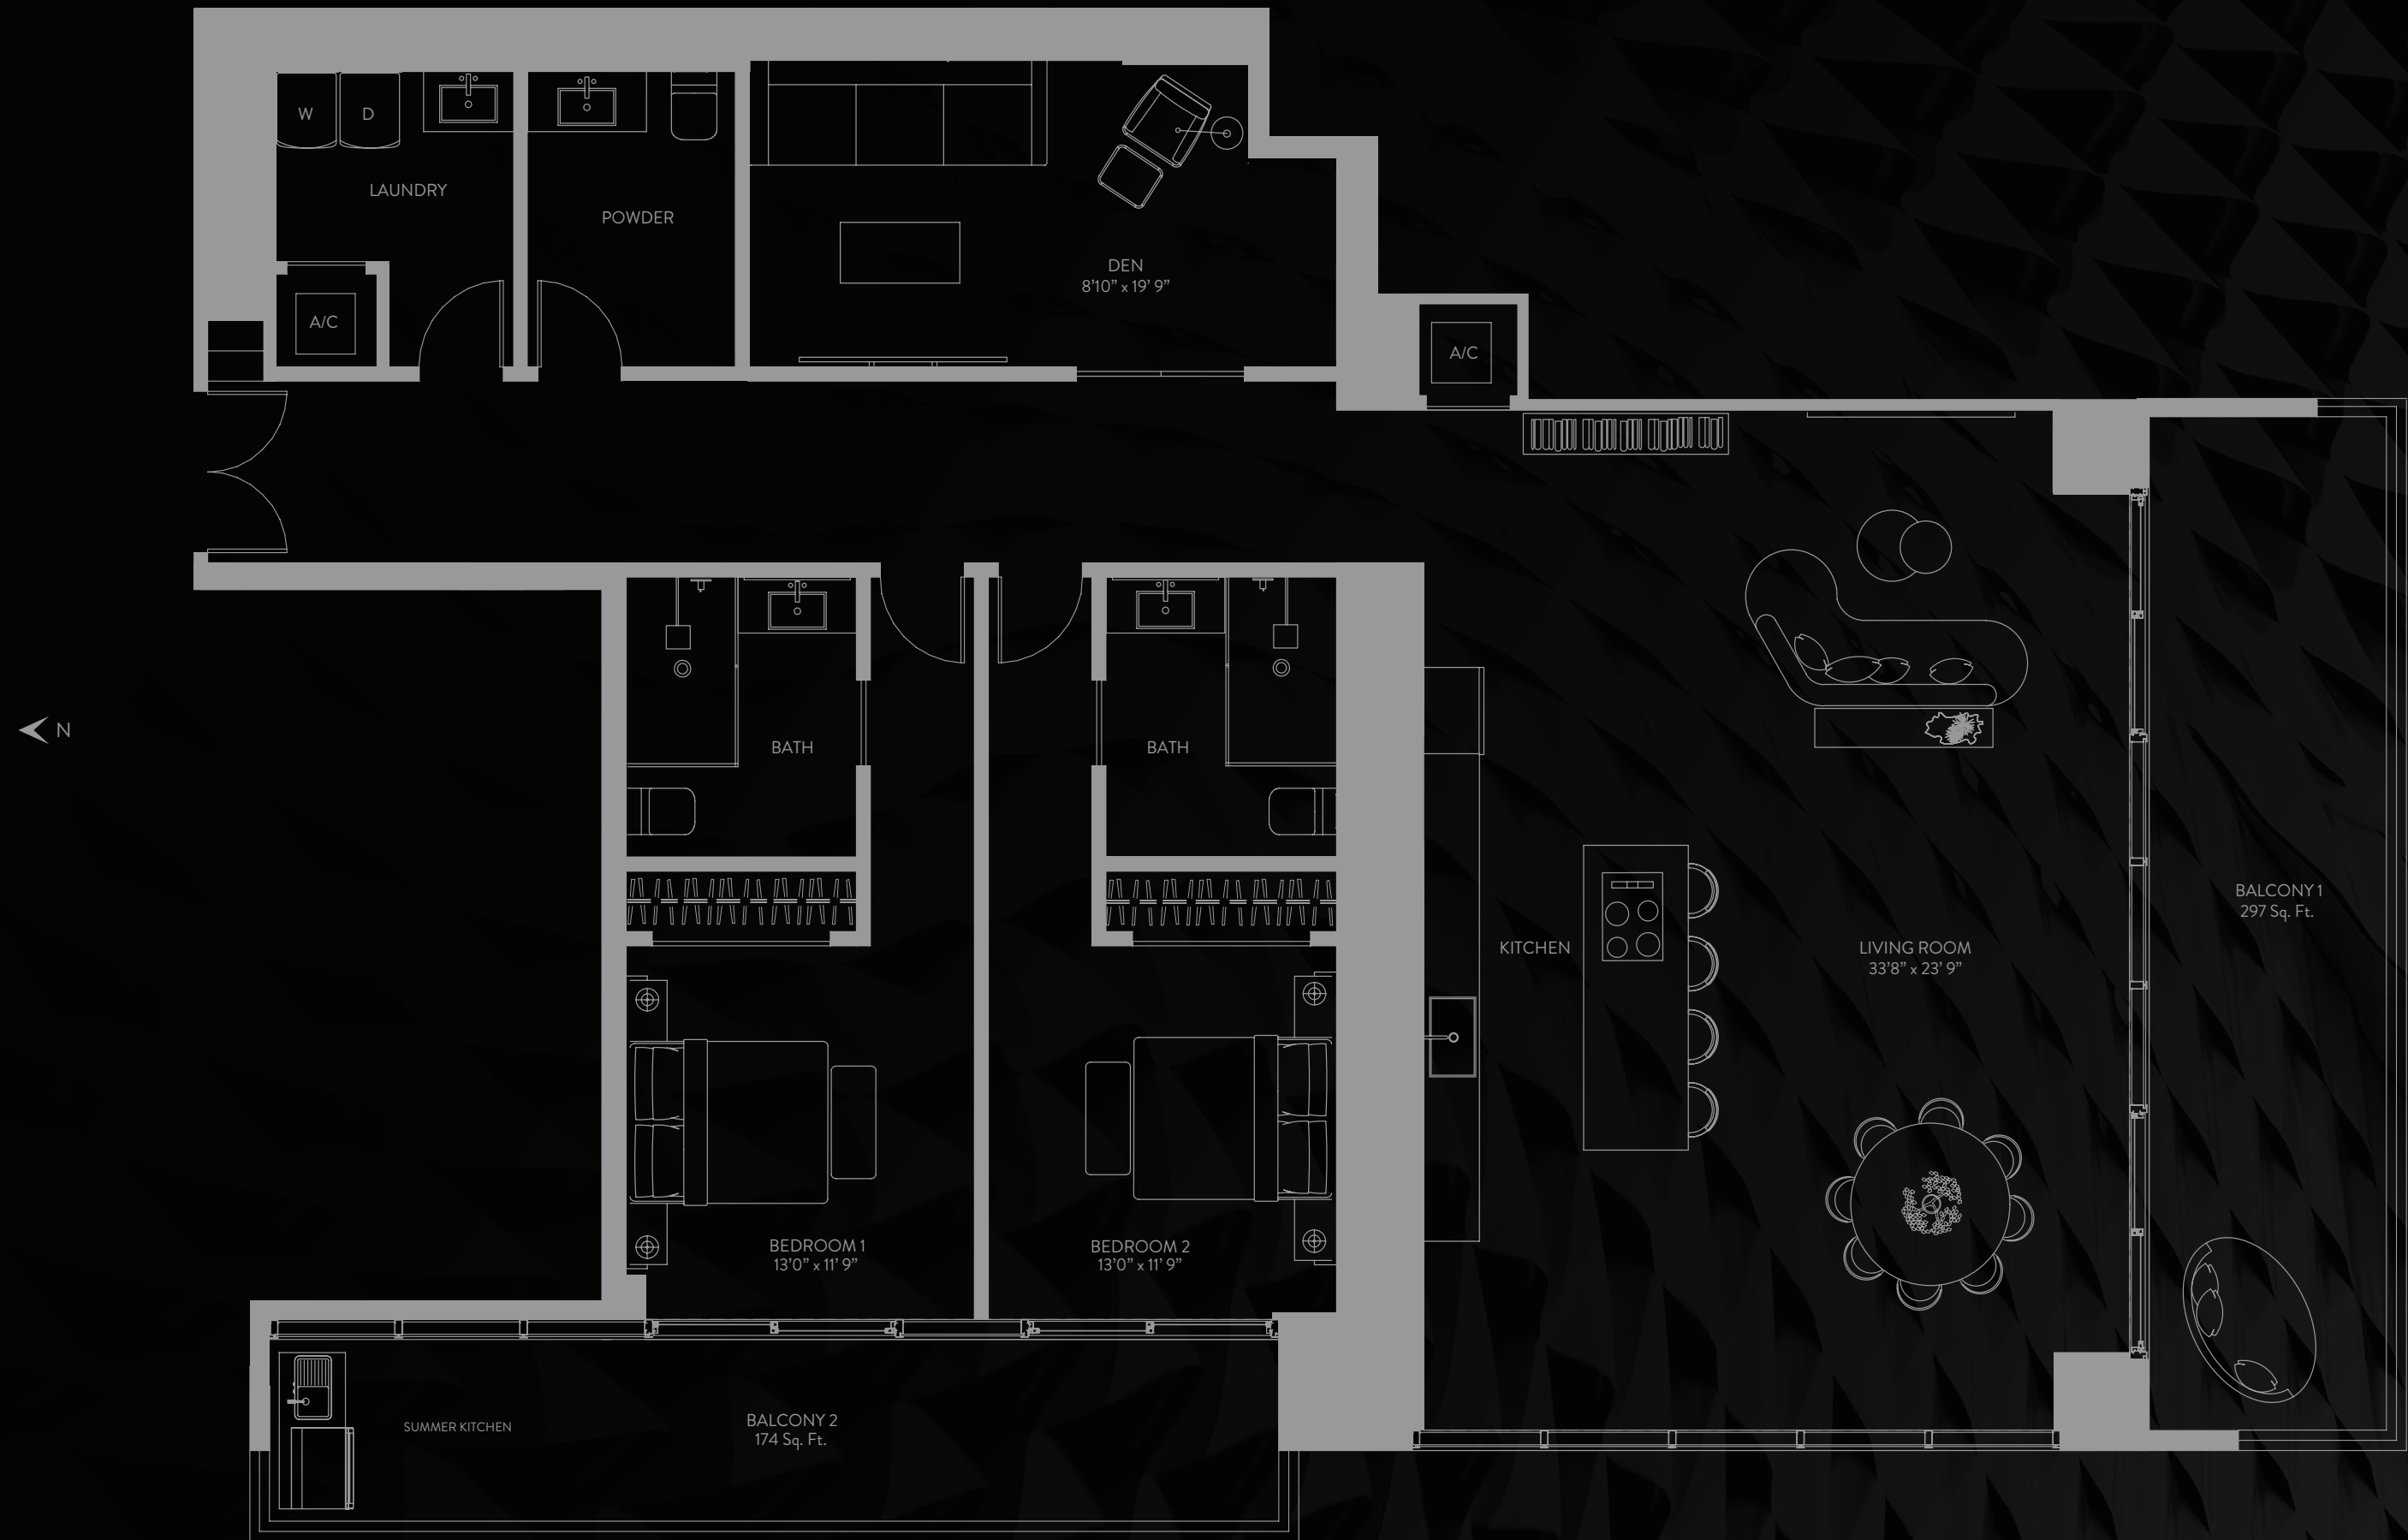 W
D
LAUNDRY
POWDER
DEN
8’10” x 19’ 9”
A/C
A/C
N
BATH
BATH
KITCHEN
LIVING ROOM
33’8” x 23’ 9”
BALCONY 1
297 Sq. Ft.
BEDROOM 1
13’0” x 11’ 9”
BEDROOM 2
13’0” x 11’ 9”
SUMMER KITCHEN
BALCONY 2
174 Sq. Ft.